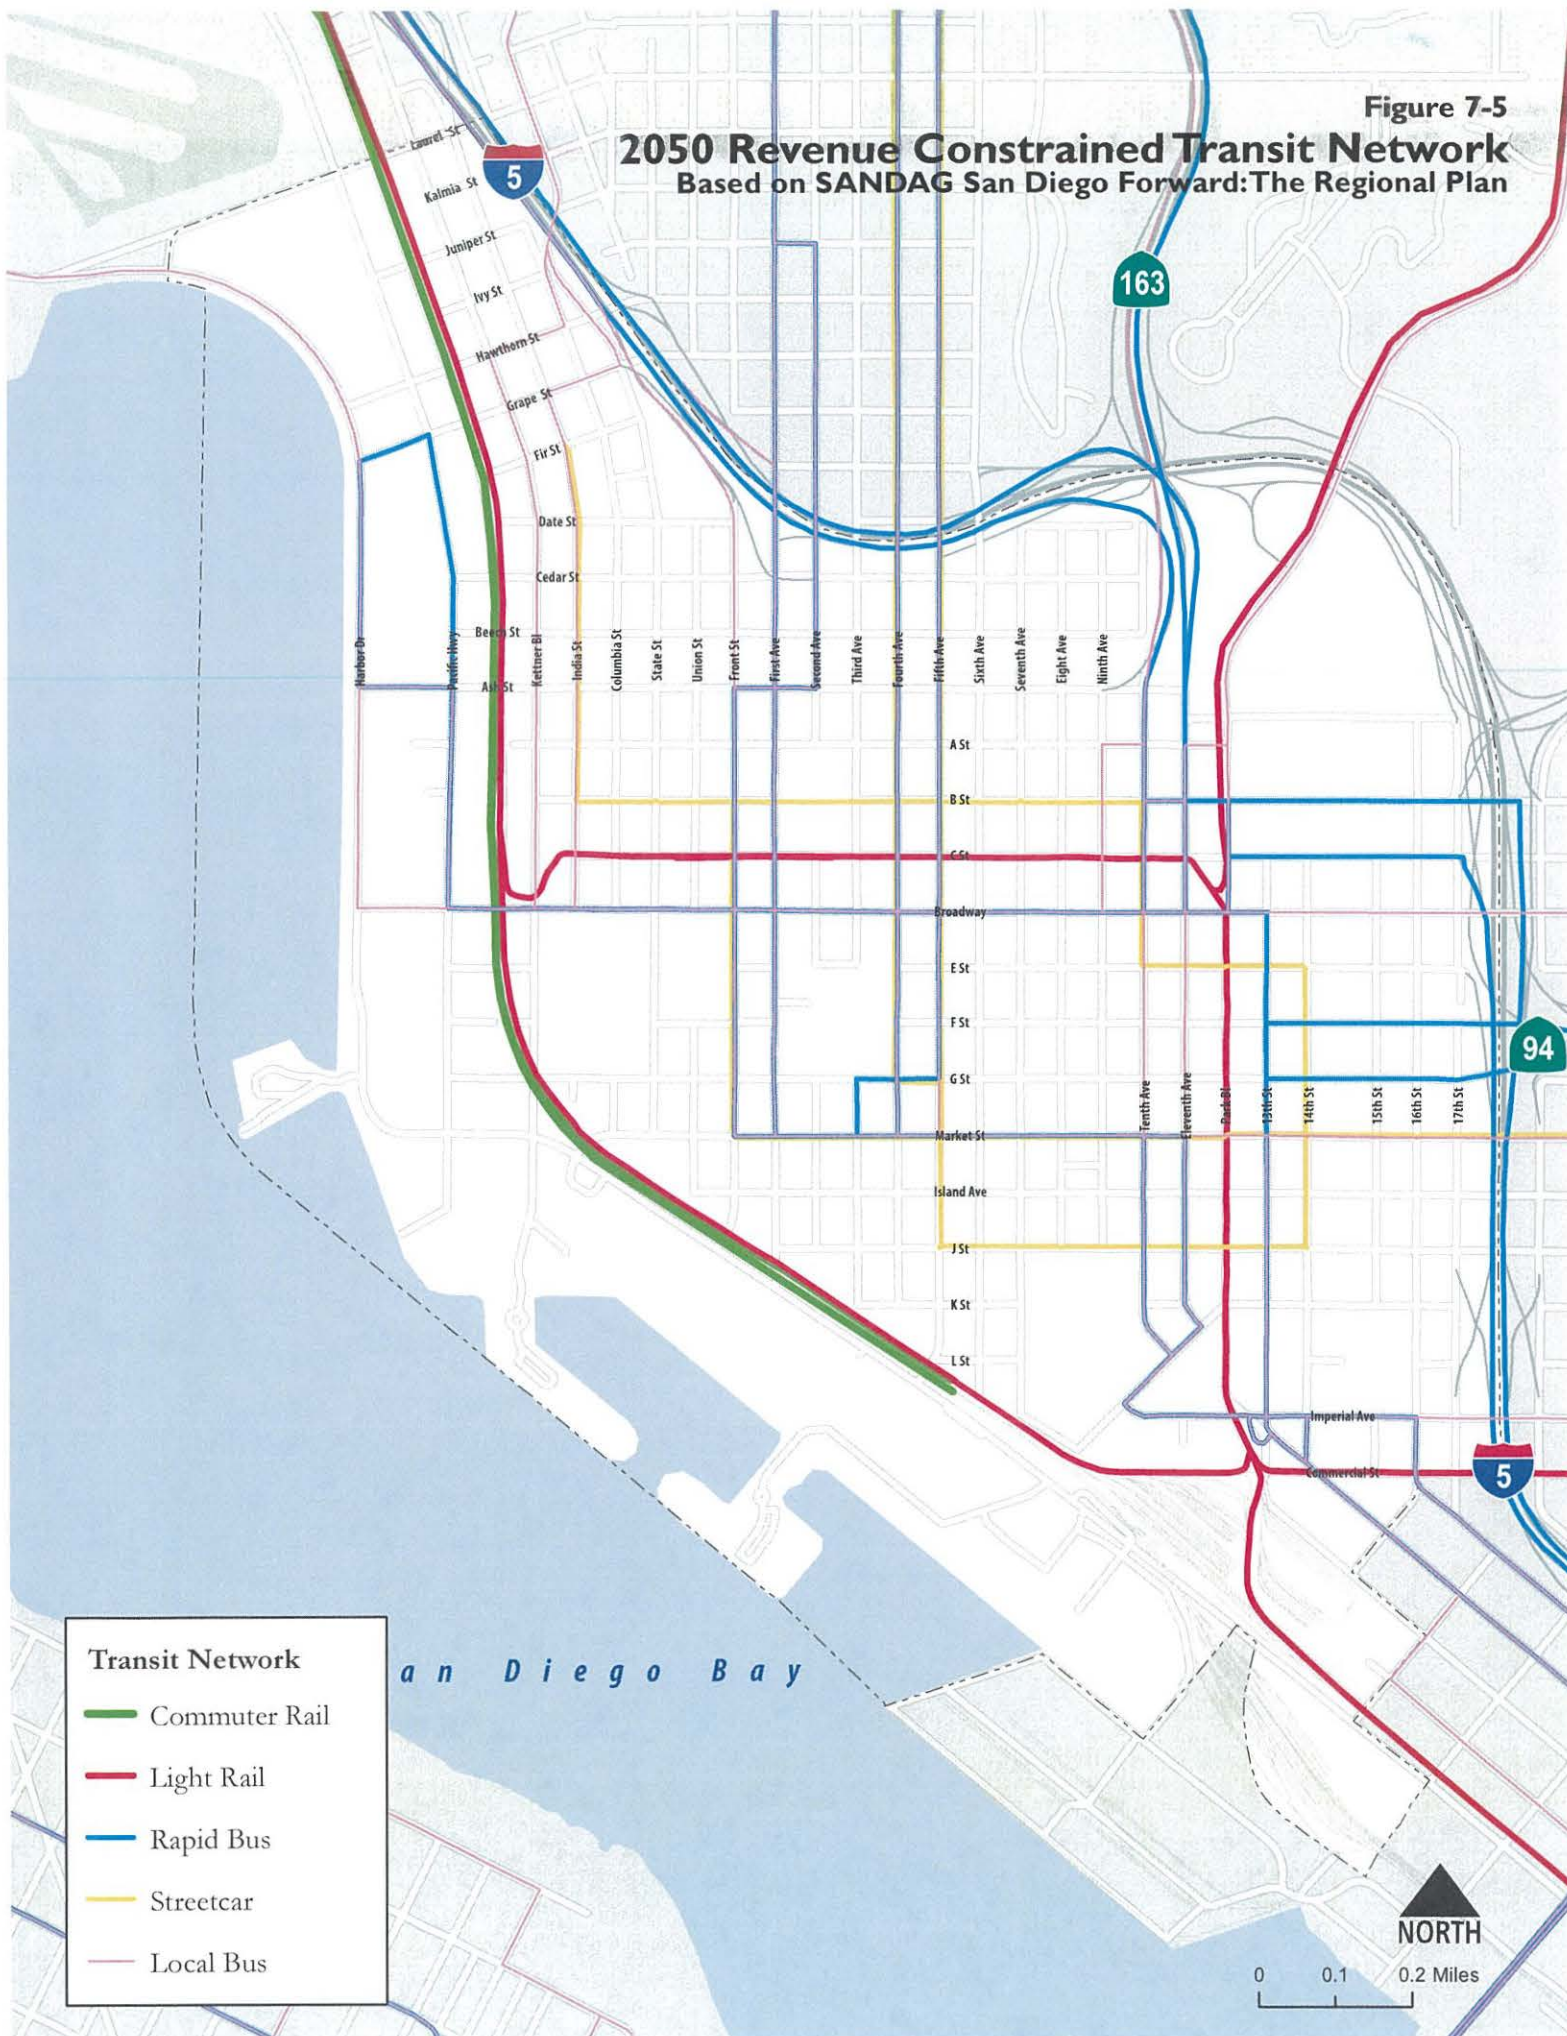 Figure 7-5
2050 Revenue Constrained Transit Network
Based on SANDAG San Diego Forward: The Regional Plan
Laurel St
5
Kalmia St
Juniper St
163
Ivy St
Hawthorn St
Grape St
Fir St
Date St
Cedar St
Beech St
Ash St
Harbor Dr
Pacific Hwy
Kettner Bl
India St
Columbia St
State St
Union St
Front St
First Ave
Second Ave
Third Ave
Fourth Ave
Fifth Ave
Sixth Ave
Seventh Ave
Eight Ave
Ninth Ave
A St
B St
C St
Broadway
E St
F St
94
G St
Tenth Ave
Eleventh Ave
Park Bl
13th St
14th St
15th St
16th St
17th St
Market St
Island Ave
J St
K St
L St
Imperial Ave
Commercial St
5
an Diego Bay
Transit Network
Commuter Rail
Light Rail
Rapid Bus
Streetcar
Local Bus
NORTH
0 0.1 0.2 Miles